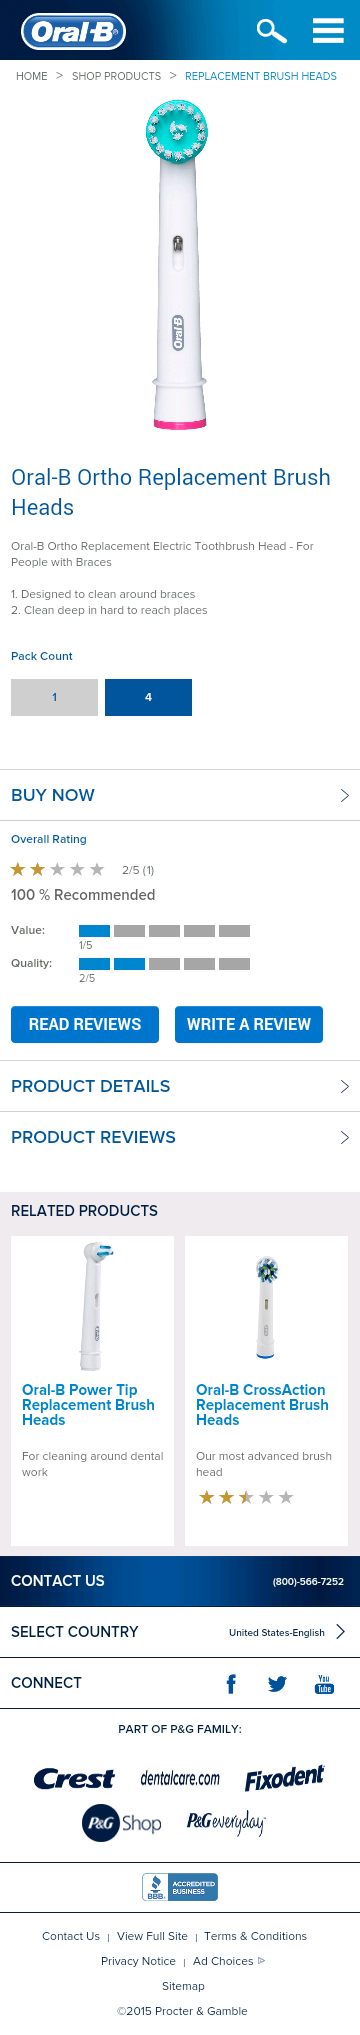 Oral-B
HOME > SHOP PRODUCTS > REPLACEMENT BRUSH HEADS
Oral-B
Oral-B Ortho Replacement Brush
Heads
Oral-B Ortho Replacement Electric Toothbrush Head - For
People with Braces
1. Designed to clean around braces
2. Clean deep in hard to reach places
Pack Count
1 4
BUY NOW
Overall Rating
2/5 (1)
100 % Recommended
Value:
1/5
Quality:
2/5
READ REVIEWS WRITE A REVIEW
PRODUCT DETAILS
PRODUCT REVIEWS
RELATED PRODUCTS
Oral-B Power Tip
Replacement Brush
Heads
For cleaning around dental
work
Oral-B CrossAction
Replacement Brush
Heads
Our most advanced brush
head
CONTACT US (800)-566-7252
SELECT COUNTRY United States-English
CONNECT You Tube
PART OF P&G FAMILY:
Crest dentalcare.com Fixodent
P&G Shop P&G everyday
BBB ACCREDITED BUSINESS
Contact Us | View Full Site | Terms & Conditions
Privacy Notice | Ad Choices
Sitemap
©2015 Procter & Gamble